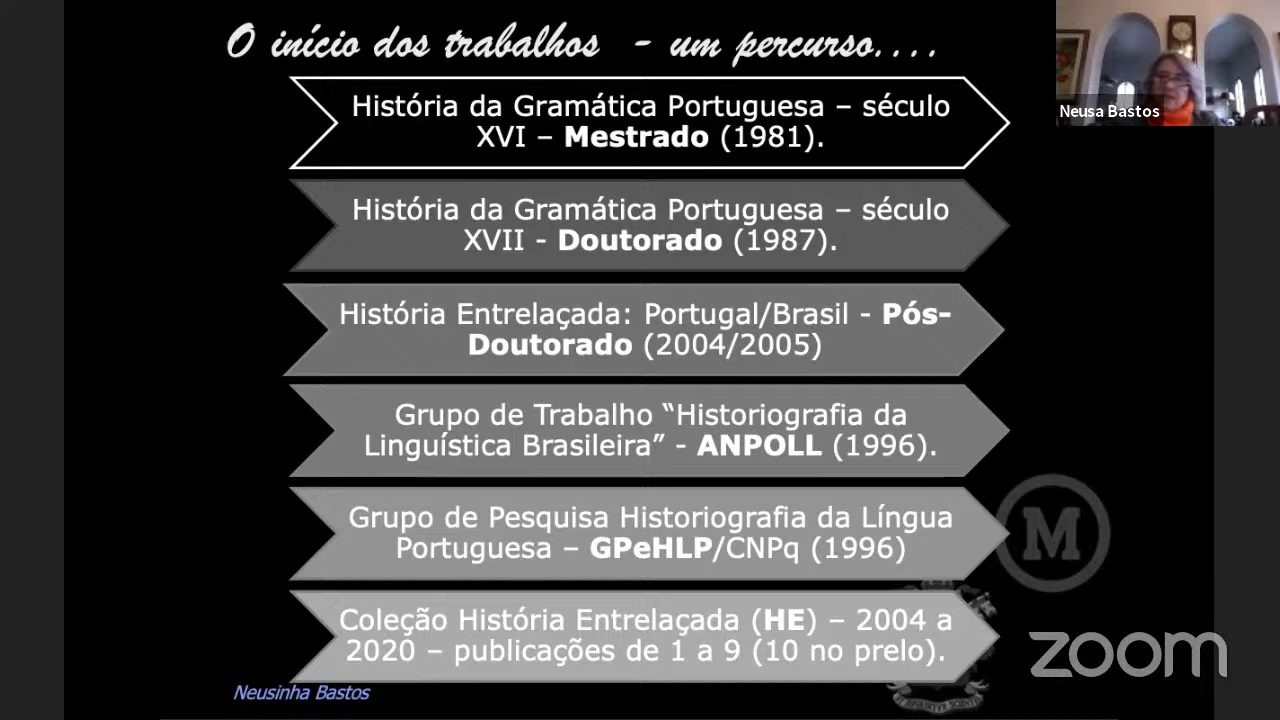 O início dos trabalhos - um percurso....
Neusa Bastos
História da Gramática Portuguesa – século
XVI – Mestrado (1981).
História da Gramática Portuguesa – século
XVII - Doutorado (1987).
História Entrelaçada: Portugal/Brasil - Pós-
Doutorado (2004/2005)
Grupo de Trabalho “Historiografia da
Linguística Brasileira” - ANPOLL (1996).
Grupo de Pesquisa Historiografia da Língua
Portuguesa – GPeHLP/CNPq (1996)
M
Coleção História Entrelaçada (HE) – 2004 a
2020 – publicações de 1 a 9 (10 no prelo).
zoom
Neusinha Bastos